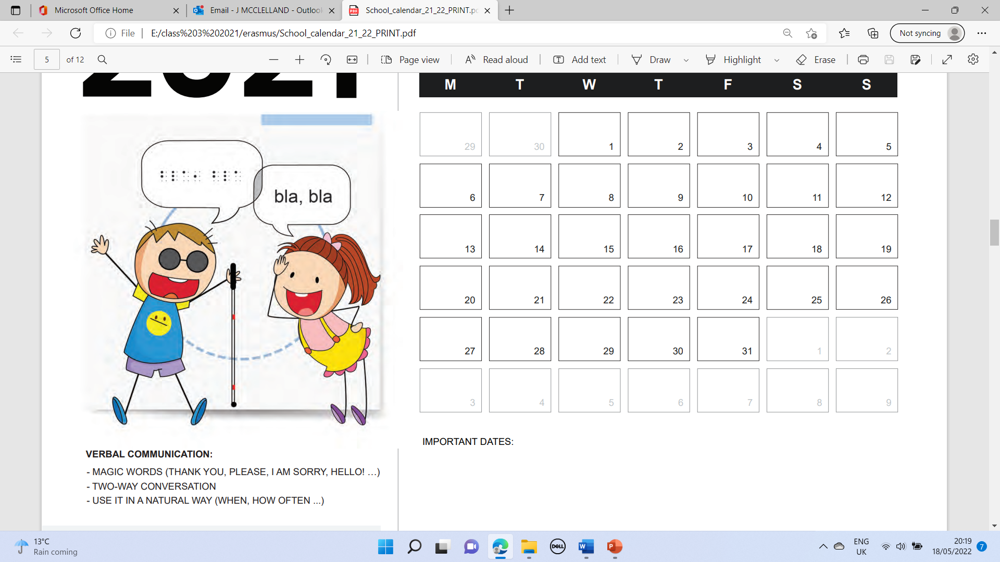 Microsoft Office Home
Email - J MCCLELLAND - Outlook
School_calendar_21_22_PRINT.pd
File
E:/class%203%202021/erasmus/School_calendar_21_22_PRINT.pdf
Not syncing
5 of 12
Page view
Read aloud
Add text
Draw
Highlight
Erase
2021
M T W T F S S
29 30 1 2 3 4 5
6 7 8 9 10 11 12
13 14 15 16 17 18 19
20 21 22 23 24 25 26
27 28 29 30 31 1 2
3 4 5 6 7 8 9
bla, bla
VERBAL COMMUNICATION:
- MAGIC WORDS (THANK YOU, PLEASE, I AM SORRY, HELLO! ...)
- TWO-WAY CONVERSATION
- USE IT IN A NATURAL WAY (WHEN, HOW OFTEN ...)
IMPORTANT DATES:
13°C
Rain coming
DELL
W
P
ENG
UK
20:19
18/05/2022
7